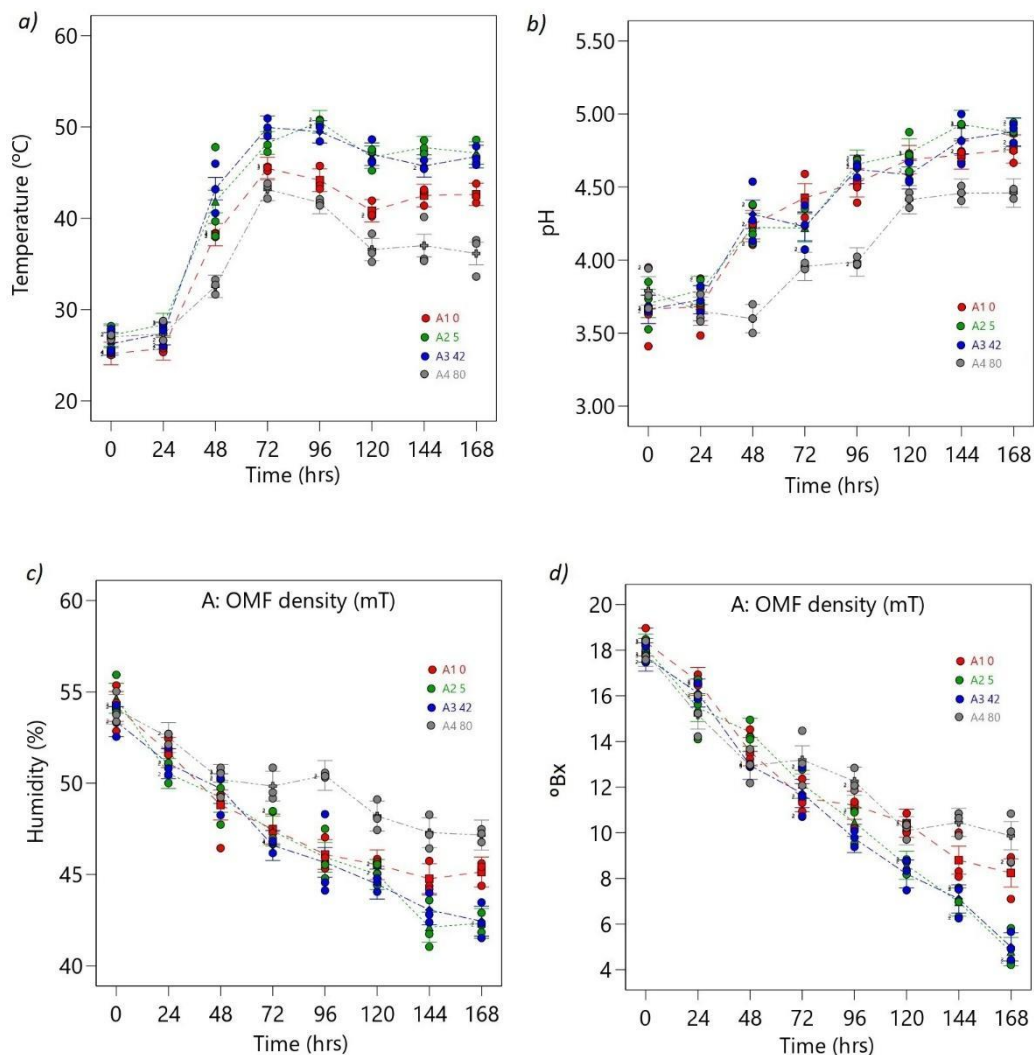 a)
60
50
40
30
20
Temperature (ºC)
A1 0
A2 5
A3 42
A4 80
0 24 48 72 96 120 144 168
Time (hrs)
b)
5.50
5.00
4.50
4.00
3.50
3.00
pH
A1 0
A2 5
A3 42
A4 80
0 24 48 72 96 120 144 168
Time (hrs)
c)
A: OMF density (mT)
60
55
50
45
40
Humidity (%)
A1 0
A2 5
A3 42
A4 80
0 24 48 72 96 120 144 168
Time (hrs)
d)
A: OMF density (mT)
20
18
16
14
12
10
8
6
4
ºBx
A1 0
A2 5
A3 42
A4 80
0 24 48 72 96 120 144 168
Time (hrs)